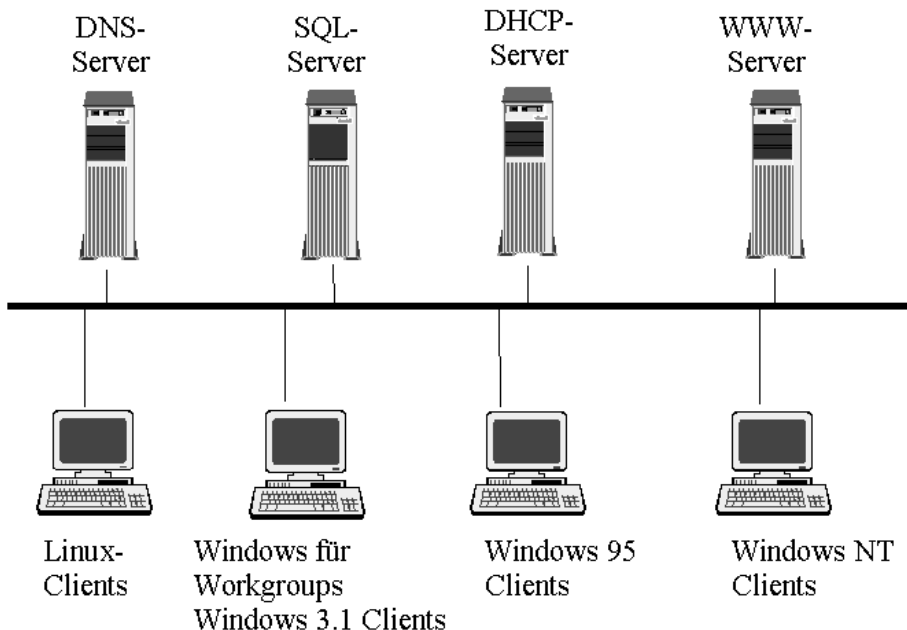 DNS-
Server
SQL-
Server
DHCP-
Server
WWW-
Server
Linux-
Clients
Windows für
Workgroups
Windows 3.1 Clients
Windows 95
Clients
Windows NT
Clients